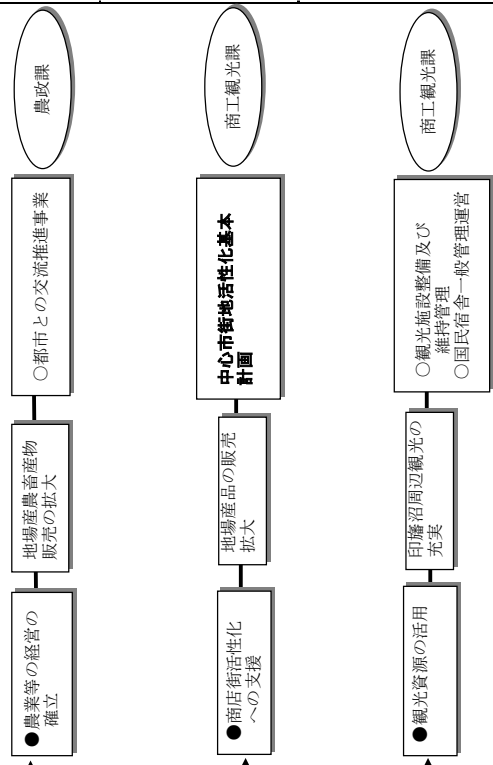 ●農業等の経営の
確立
地場産農畜産物
販売の拡大
○都市との交流推進事業
農政課
●商店街活性化
への支援
地場産品の販売
拡大
中心市街地活性化基本
計画
商工観光課
●観光資源の活用
印旛沼周辺観光の
充実
○観光施設整備及び
維持管理
○国民宿舎一般管理運営
商工観光課